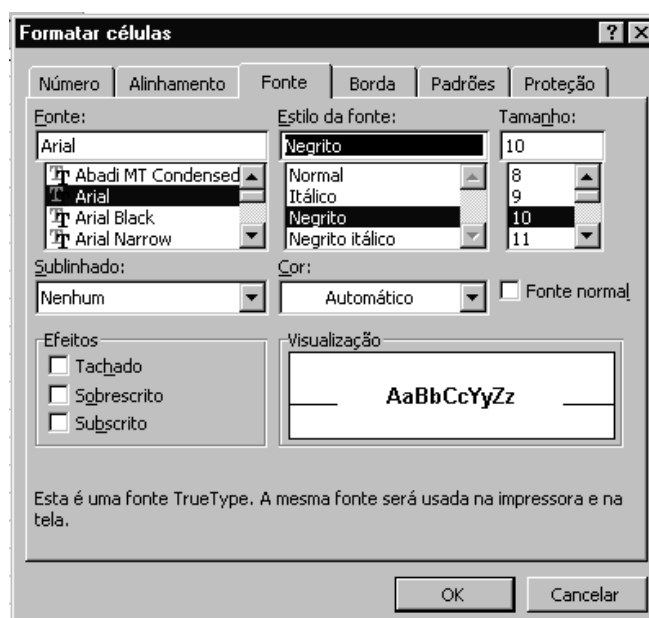 Formatar células
Número Alinhamento Fonte Borda Padrões Proteção
Fonte: Estilo da fonte: Tamanho:
Arial Negrito 10
Abadi MT Condensed Normal 8
Arial Itálico 9
Arial Black Negrito 10
Arial Narrow Negrito itálico 11
Sublinhado: Cor:
Nenhum Automático Fonte normal
Efeitos Visualização
Tachado
Sobrescrito AaBbCcYyZz
Subscrito
Esta é uma fonte TrueType. A mesma fonte será usada na impressora e na
tela.
OK Cancelar